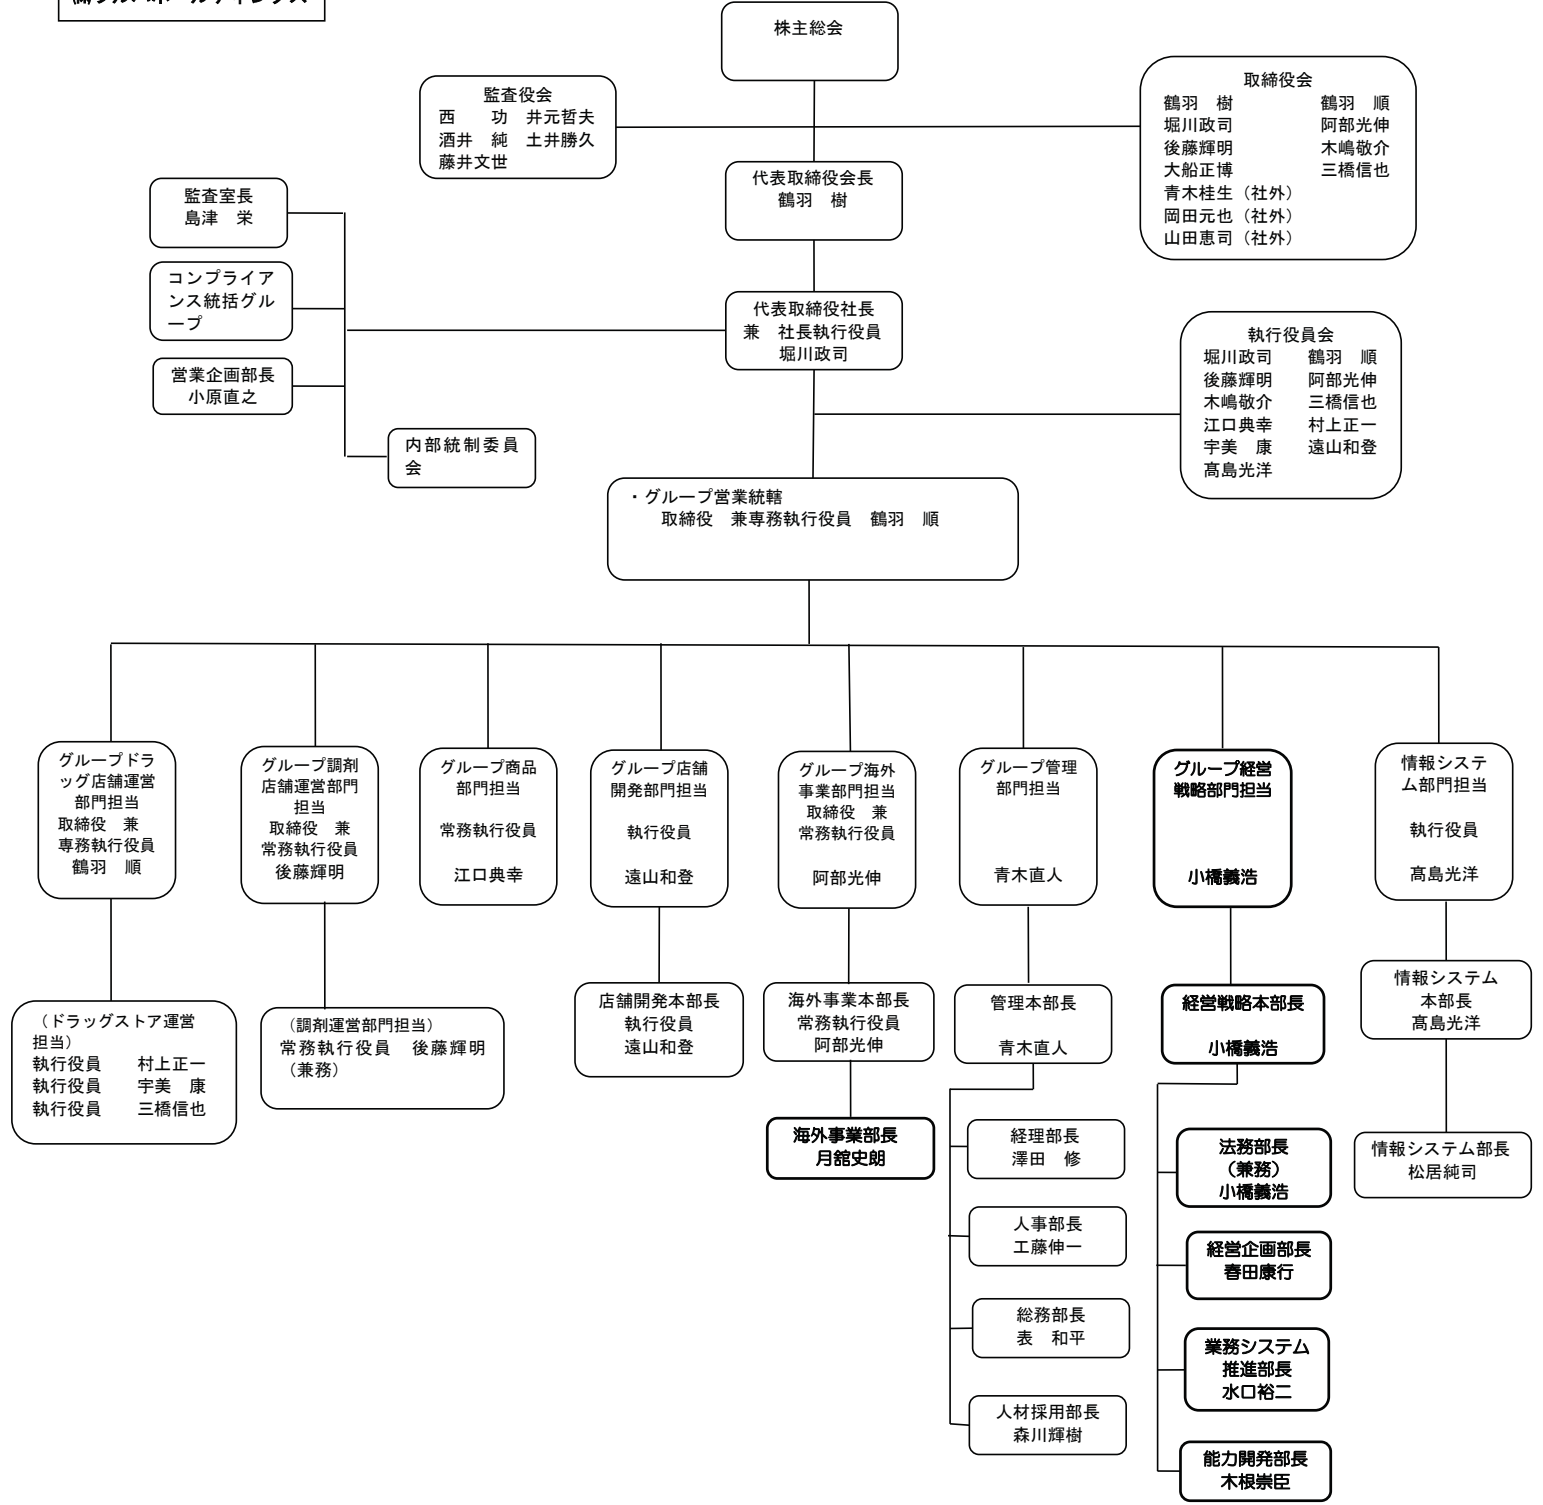 株主総会
監査役会
西　　功　井元哲夫
酒井　純　土井勝久
藤井文世
取締役会
鶴羽　樹　　　　　鶴羽　順
堀川政司　　　　　阿部光伸
後藤輝明　　　　　木嶋敬介
大船正博　　　　　三橋信也
青木桂生（社外）
岡田元也（社外）
山田恵司（社外）
代表取締役会長
鶴羽　樹
監査室長
島津　栄
コンプライア
ンス統括グル
ープ
営業企画部長
小原直之
内部統制委員
会
代表取締役社長
兼　社長執行役員
堀川政司
執行役員会
堀川政司　　鶴羽　順
後藤輝明　　阿部光伸
木嶋敬介　　三橋信也
江口典幸　　村上正一
宇美　康　　遠山和登
髙島光洋
・グループ営業統轄
取締役　兼専務執行役員　鶴羽　順
グループドラ
ッグ店舗運営
部門担当
取締役　兼
専務執行役員
鶴羽　順
グループ調剤
店舗運営部門
担当
取締役　兼
常務執行役員
後藤輝明
グループ商品
部門担当
常務執行役員
江口典幸
グループ店舗
開発部門担当
執行役員
遠山和登
グループ海外
事業部門担当
取締役　兼
常務執行役員
阿部光伸
グループ管理
部門担当
青木直人
グループ経営
戦略部門担当
小橋義浩
情報システ
ム部門担当
執行役員
髙島光洋
（ドラッグストア運営
担当）
執行役員　　村上正一
執行役員　　宇美　康
執行役員　　三橋信也
（調剤運営部門担当）
常務執行役員　後藤輝明
（兼務）
店舗開発本部長
執行役員
遠山和登
海外事業本部長
常務執行役員
阿部光伸
海外事業部長
月舘史朗
管理本部長
青木直人
経理部長
澤田　修
人事部長
工藤伸一
総務部長
表　和平
人材採用部長
森川輝樹
経営戦略本部長
小橋義浩
法務部長
（兼務）
小橋義浩
経営企画部長
春田康行
業務システム
推進部長
水口裕二
能力開発部長
木根崇臣
情報システム
本部長
髙島光洋
情報システム部長
松居純司